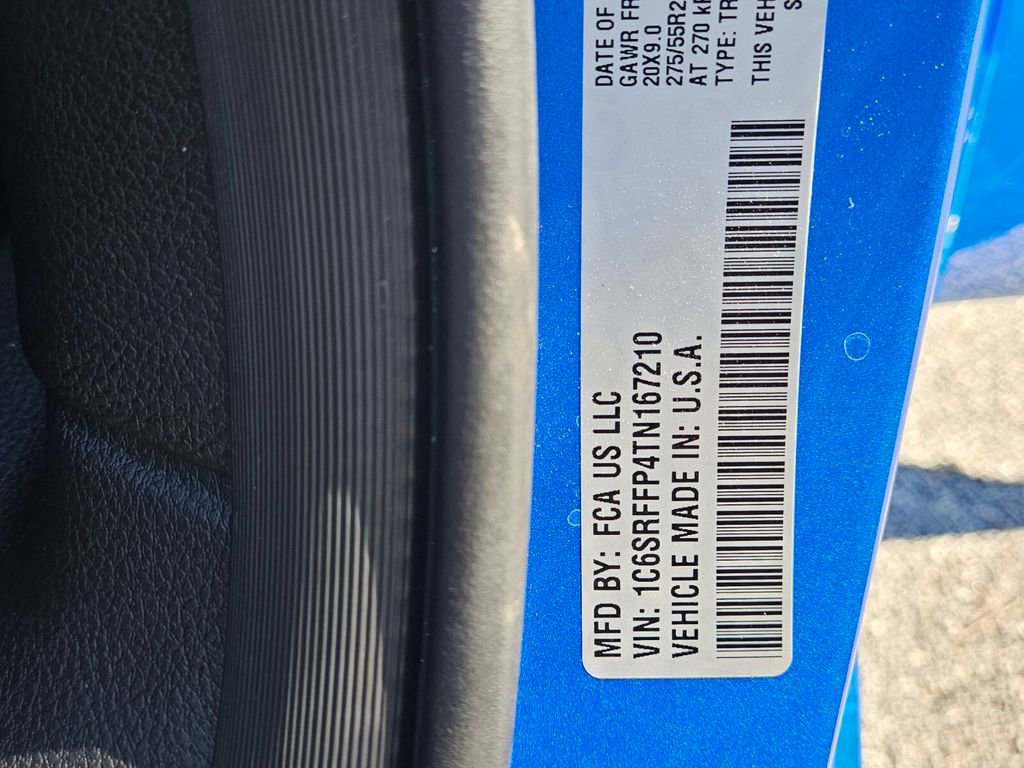 MFD BY: FCA US LLC
VIN: 1C6SRFFP4TN167210
VEHICLE MADE IN: U.S.A.
DATE OF
GAWR FR
20X9.0
275/55R2
AT 270 kP
TYPE: TR
THIS VEH
S